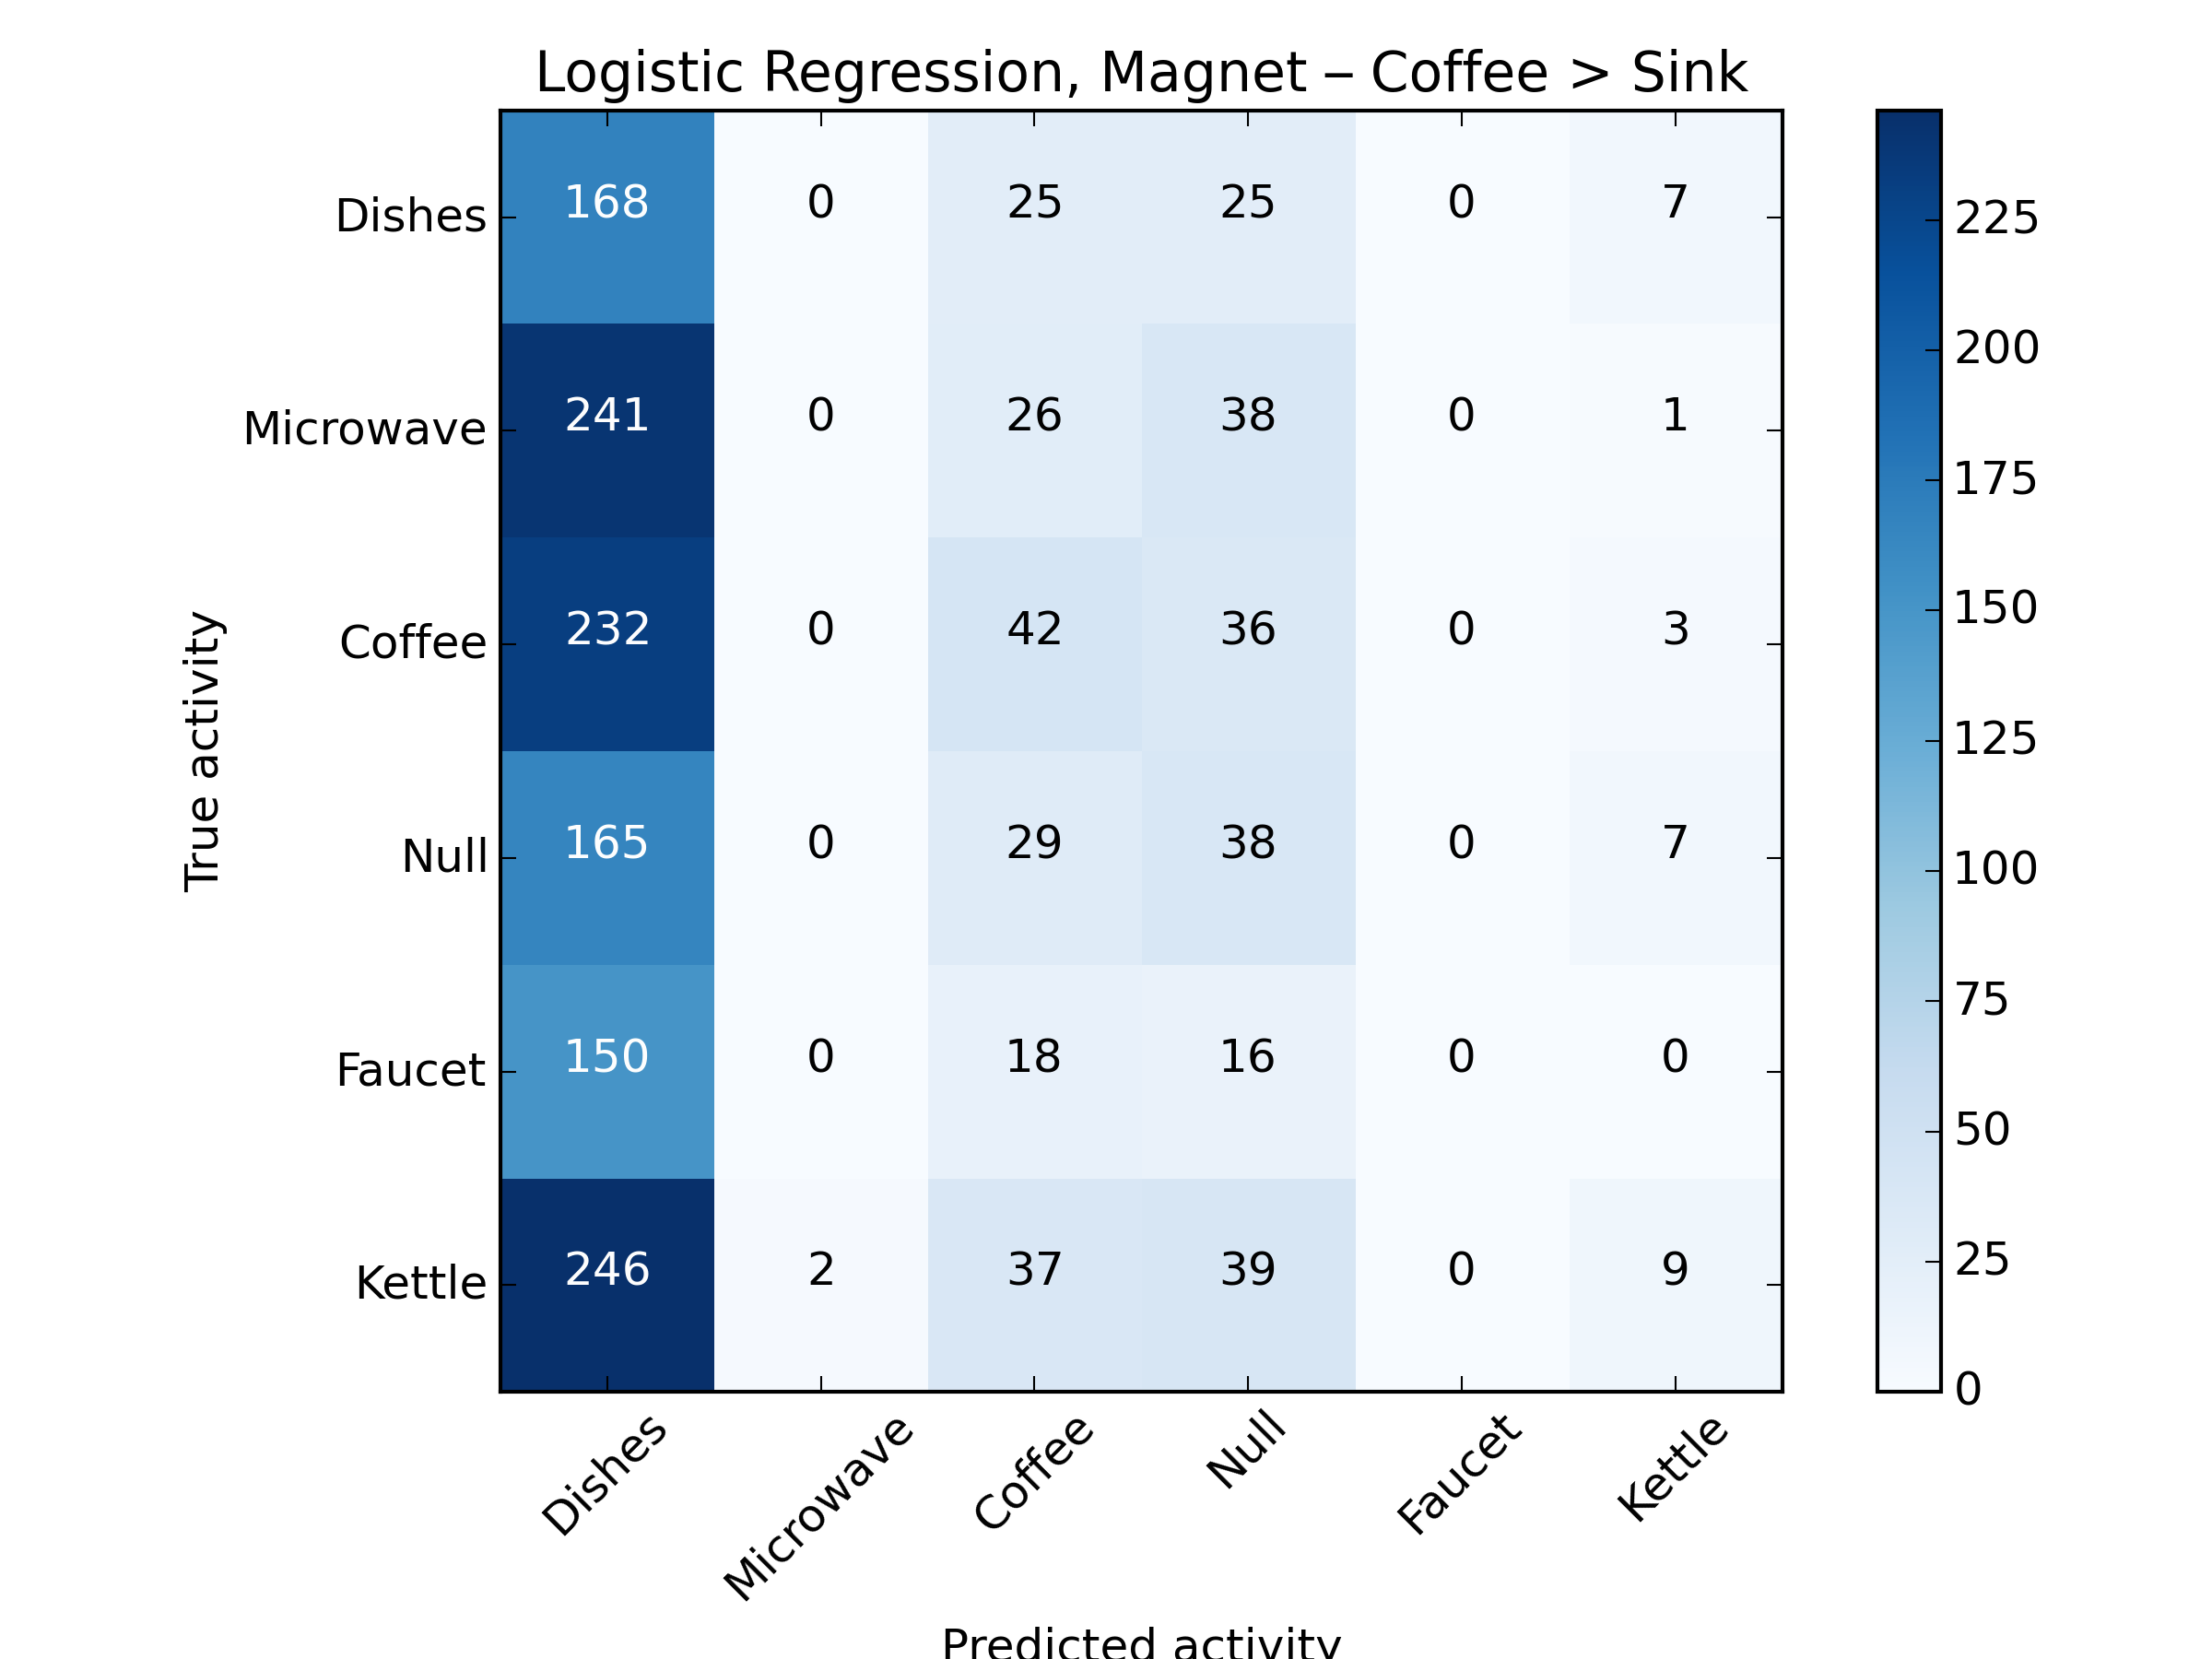 Logistic Regression, Magnet – Coffee > Sink
Dishes 168 0 25 25 0 7
Microwave 241 0 26 38 0 1
Coffee 232 0 42 36 0 3
Null 165 0 29 38 0 7
Faucet 150 0 18 16 0 0
Kettle 246 2 37 39 0 9
True activity
Dishes Microwave Coffee Null Faucet Kettle
Predicted activity
225
200
175
150
125
100
75
50
25
0